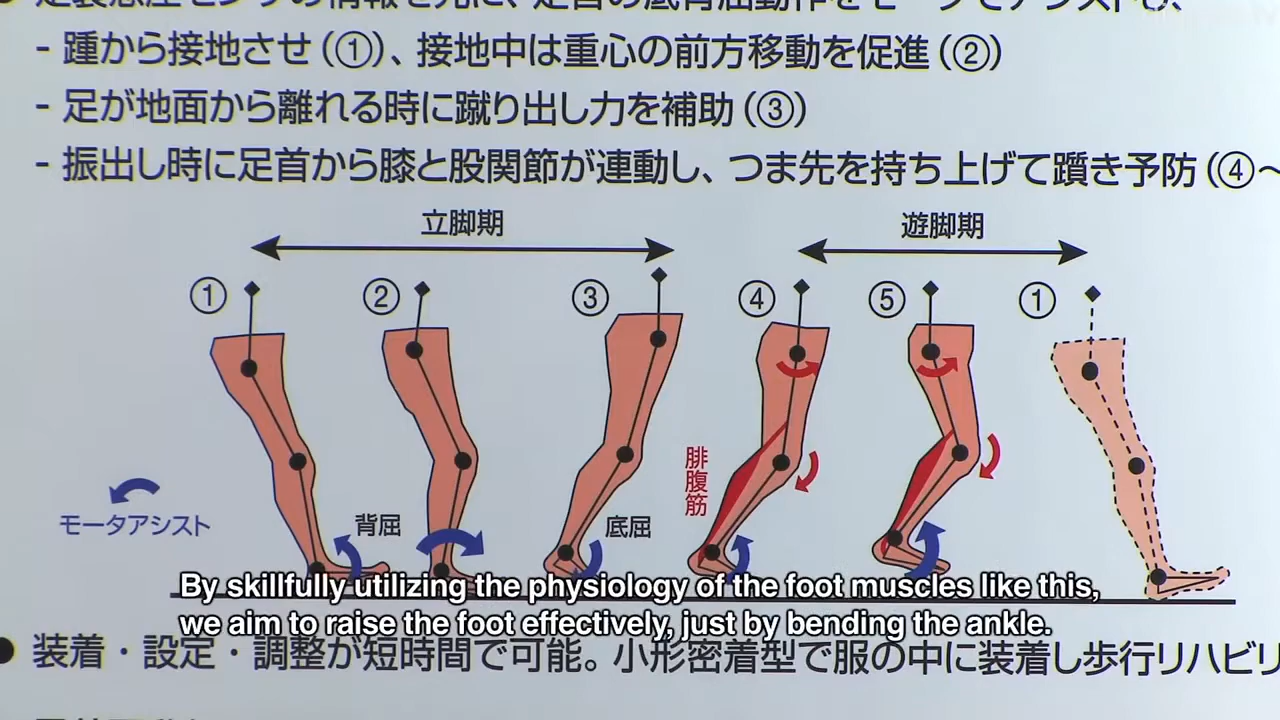 - 踵から接地させ（①）、接地中は重心の前方移動を促進（②）
- 足が地面から離れる時に蹴り出し力を補助（③）
- 振出し時に足首から膝と股関節が連動し、つま先を持ち上げて躓き予防（④～
立脚期
遊脚期
①
②
③
④
⑤
①
腓腹筋
モータアシスト
背屈
底屈
By skillfully utilizing the physiology of the foot muscles like this,
we aim to raise the foot effectively, just by bending the ankle.
● 装着・設定・調整が短時間で可能。小形密着型で服の中に装着し歩行リハビリ